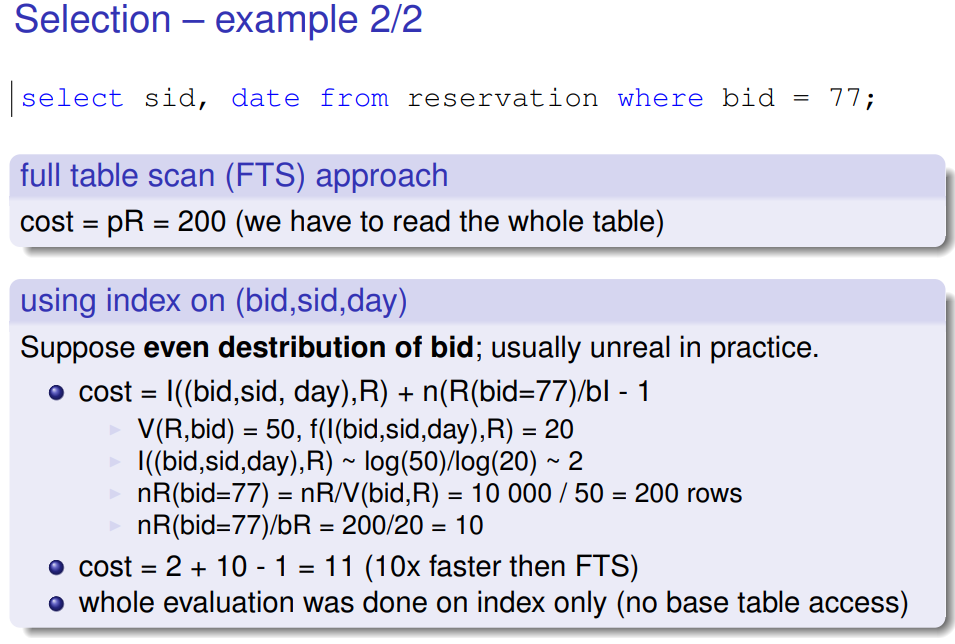 Selection – example 2/2
select sid, date from reservation where bid = 77;
full table scan (FTS) approach
cost = pR = 200 (we have to read the whole table)
using index on (bid,sid,day)
Suppose even destribution of bid; usually unreal in practice.
cost = I((bid,sid, day),R) + n(R(bid=77)/bI - 1
V(R,bid) = 50, f(I(bid,sid,day),R) = 20
I((bid,sid,day),R) ~ log(50)/log(20) ~ 2
nR(bid=77) = nR/V(bid,R) = 10 000 / 50 = 200 rows
nR(bid=77)/bR = 200/20 = 10
cost = 2 + 10 - 1 = 11 (10x faster then FTS)
whole evaluation was done on index only (no base table access)